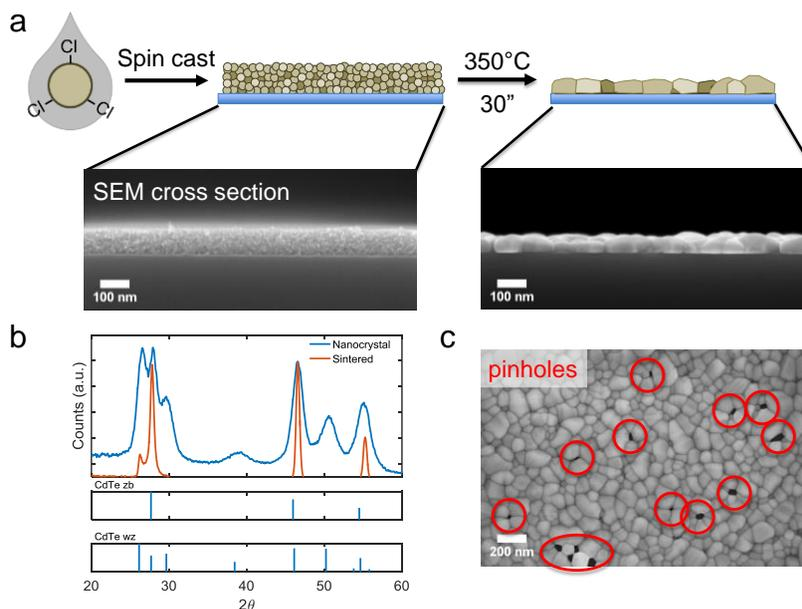 a
Cl
Cl
Cl
Spin cast
350°C
30”
SEM cross section
100 nm
100 nm
b
Nanocrystal
Sintered
Counts (a.u.)
CdTe zb
CdTe wz
20 30 40 50 60
2θ
c
pinholes
200 nm